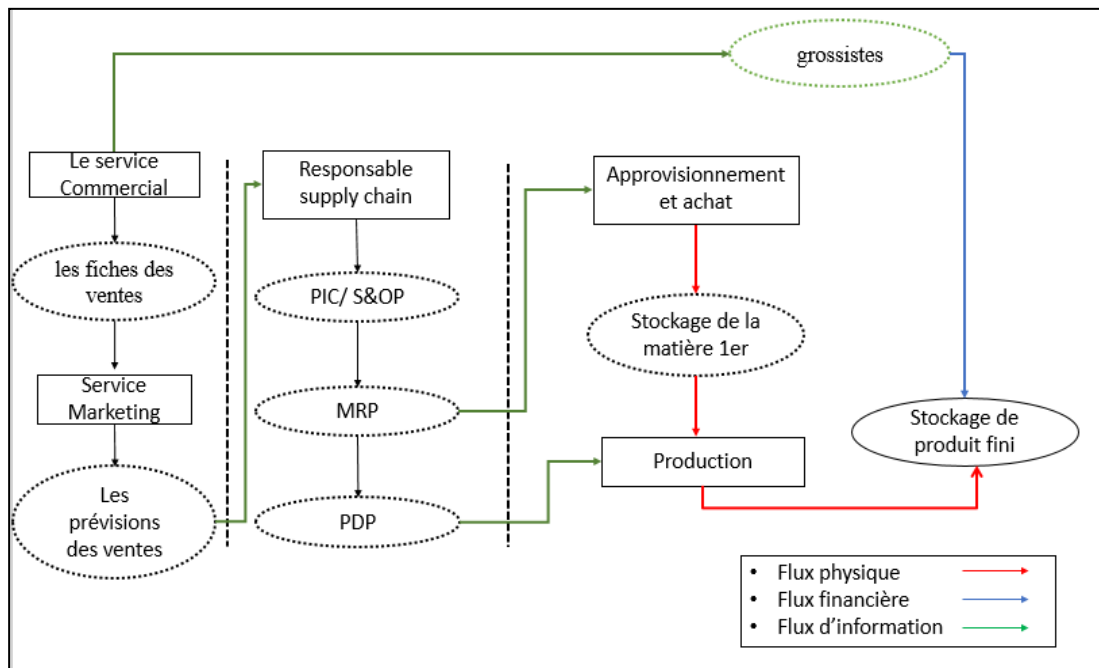 grossistes
Le service
Commercial
les fiches des
ventes
Service
Marketing
Les
prévisions
des ventes
Responsable
supply chain
PIC/ S&OP
MRP
PDP
Approvisionnement
et achat
Stockage de la
matière 1er
Production
Stockage de
produit fini
• Flux physique
• Flux financière
• Flux d'information